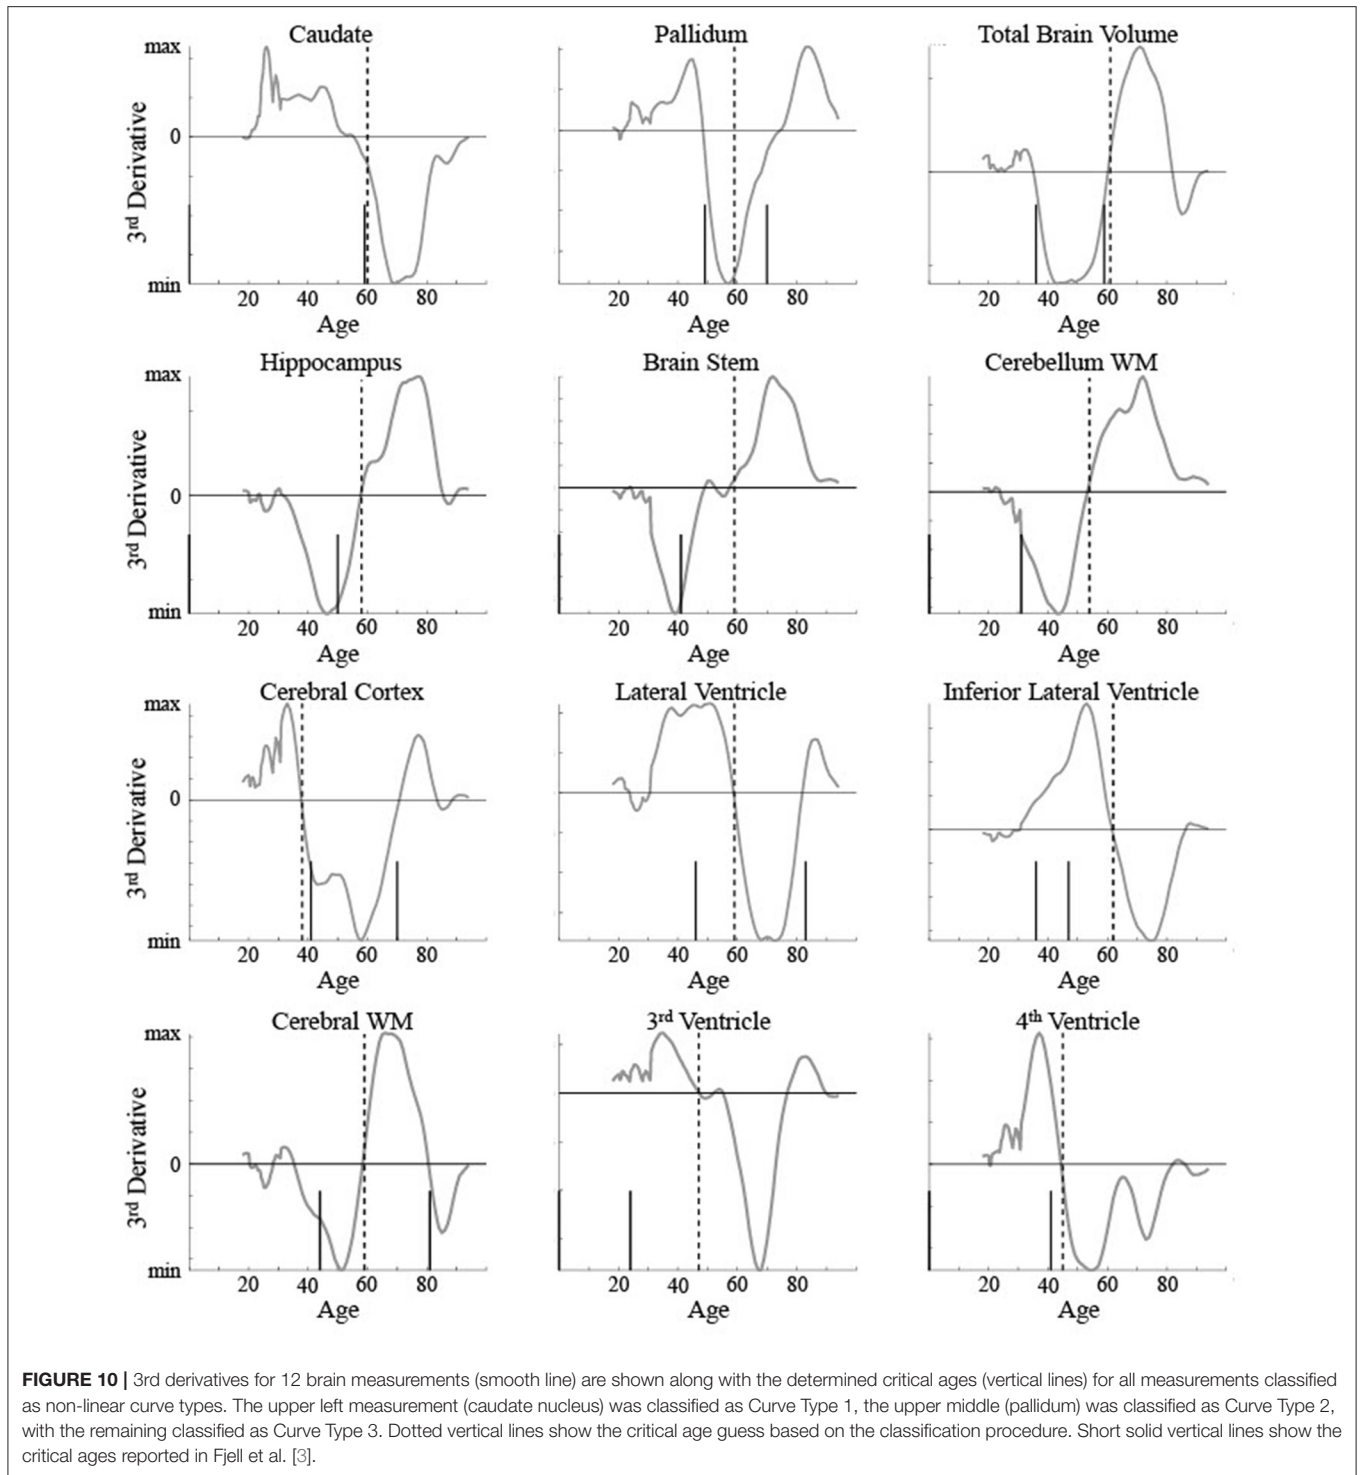 Caudate
Pallidum
Total Brain Volume
max
0
min
3rd Derivative
20 40 60 80
20 40 60 80
20 40 60 80
Age
Age
Age
Hippocampus
Brain Stem
Cerebellum WM
max
0
min
3rd Derivative
20 40 60 80
20 40 60 80
20 40 60 80
Age
Age
Age
Cerebral Cortex
Lateral Ventricle
Inferior Lateral Ventricle
max
0
min
3rd Derivative
20 40 60 80
20 40 60 80
20 40 60 80
Age
Age
Age
Cerebral WM
3rd Ventricle
4th Ventricle
max
0
min
3rd Derivative
20 40 60 80
20 40 60 80
20 40 60 80
Age
Age
Age
FIGURE 10 | 3rd derivatives for 12 brain measurements (smooth line) are shown along with the determined critical ages (vertical lines) for all measurements classified
as non-linear curve types. The upper left measurement (caudate nucleus) was classified as Curve Type 1, the upper middle (pallidum) was classified as Curve Type 2,
with the remaining classified as Curve Type 3. Dotted vertical lines show the critical age guess based on the classification procedure. Short solid vertical lines show the
critical ages reported in Fjell et al. [3].